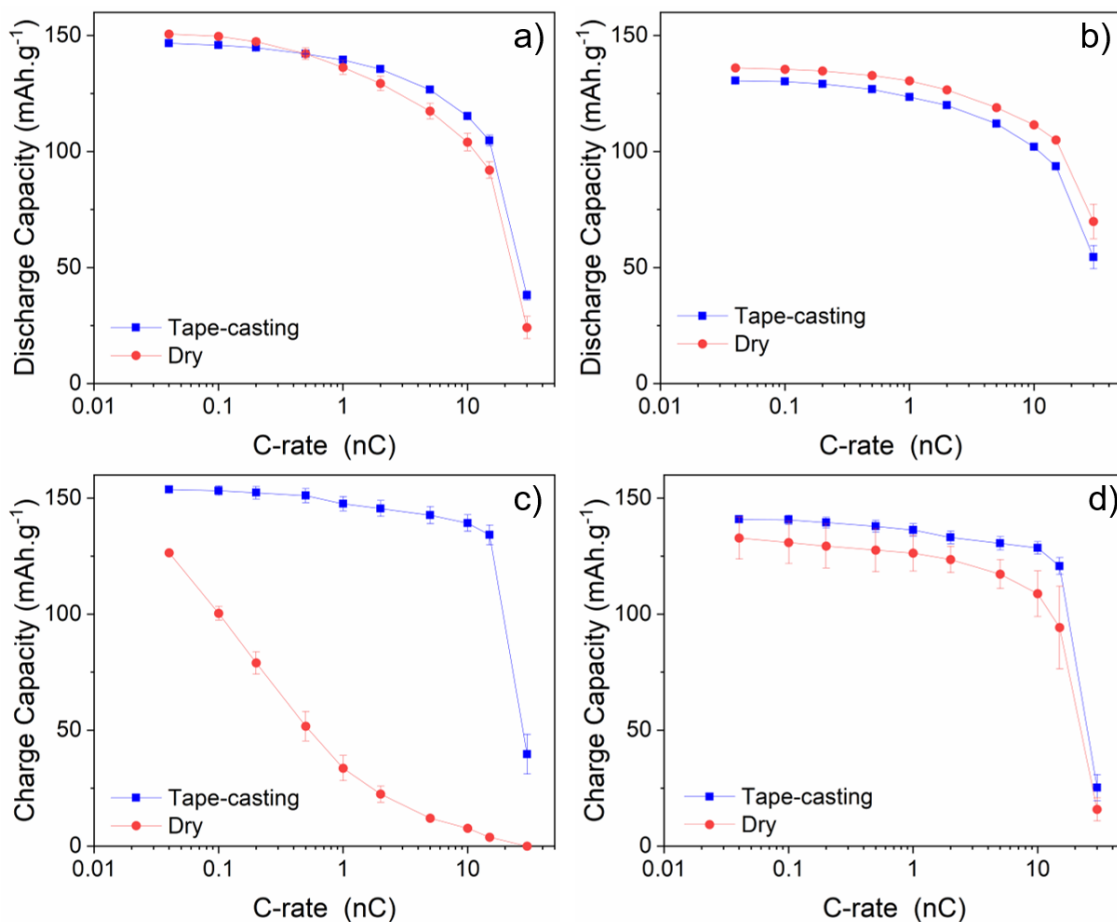 a)
150
100
50
0
Discharge Capacity (mAh.g⁻¹)
Tape-casting
Dry
0.01 0.1 1 10
C-rate (nC)
b)
150
100
50
0
Discharge Capacity (mAh.g⁻¹)
Tape-casting
Dry
0.01 0.1 1 10
C-rate (nC)
c)
150
100
50
0
Charge Capacity (mAh.g⁻¹)
Tape-casting
Dry
0.01 0.1 1 10
C-rate (nC)
d)
150
100
50
0
Charge Capacity (mAh.g⁻¹)
Tape-casting
Dry
0.01 0.1 1 10
C-rate (nC)